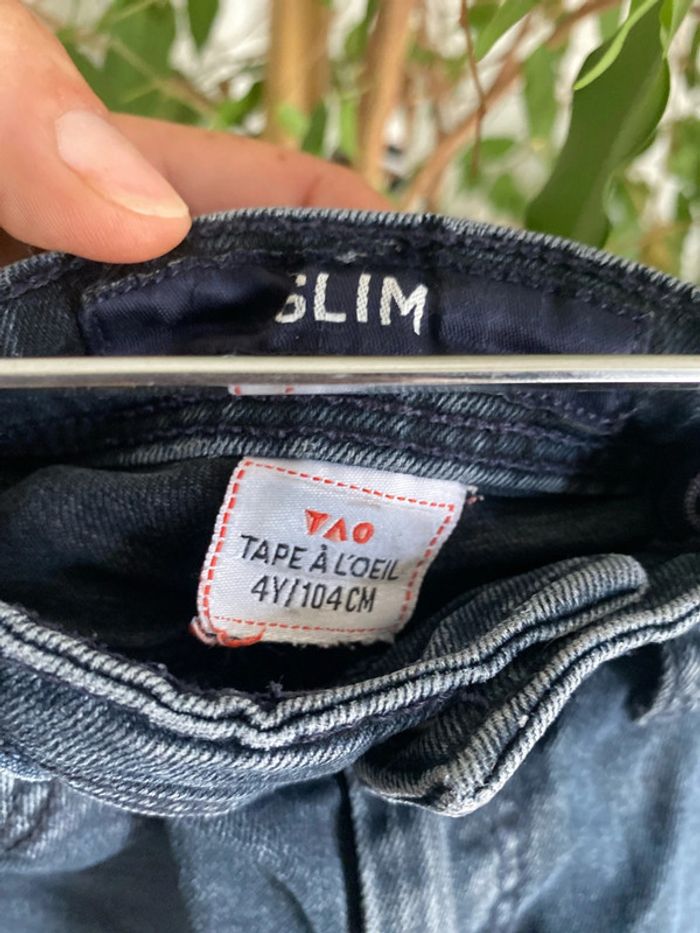 SLIM
TAO
TAPE À L'OEIL
4Y/104CM